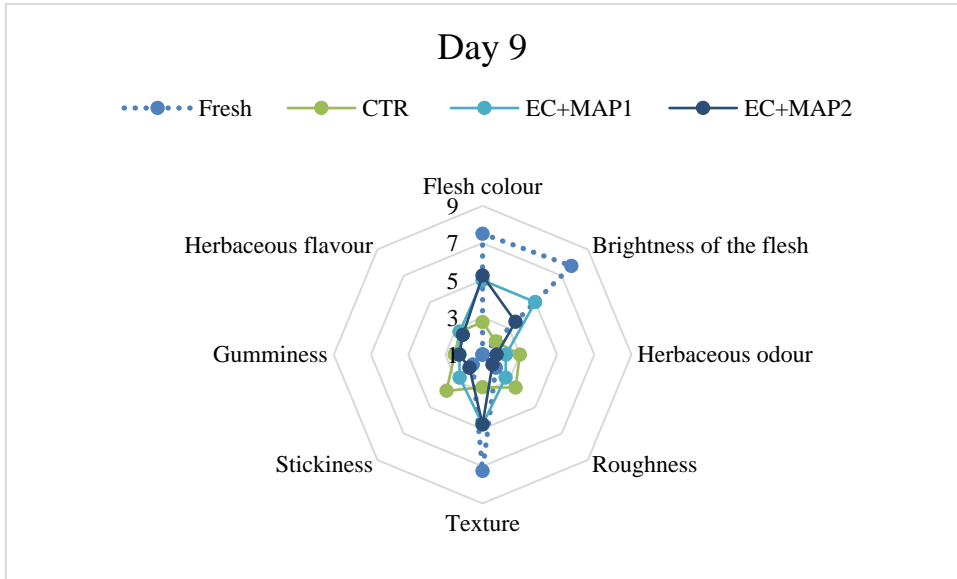 Day 9
Fresh CTR EC+MAP1 EC+MAP2
Flesh colour
9
Herbaceous flavour Brightness of the flesh
7
5
3
Gumminess 1 Herbaceous odour
Stickiness Roughness
Texture